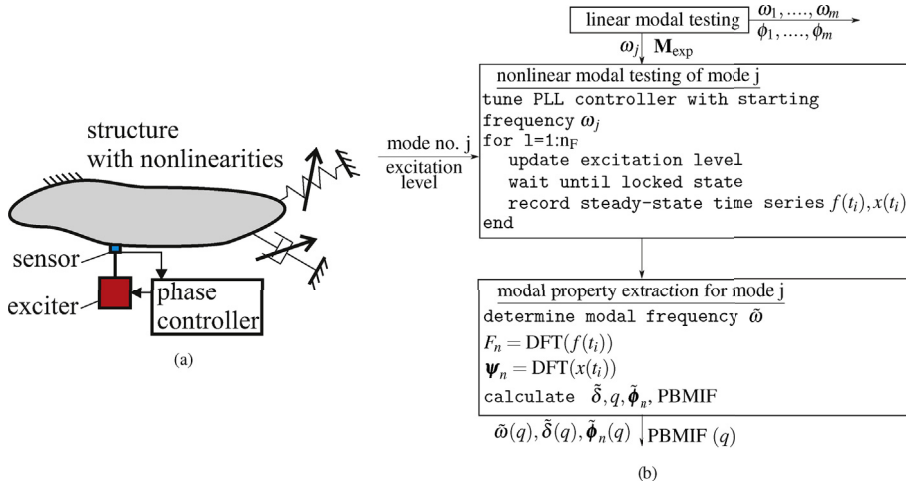 structure
with nonlinearities
sensor
exciter
phase
controller
(a)
linear modal testing
ω₁,....,ωₘ
ϕ₁,....,ϕₘ
ωⱼ M_exp
mode no. j
excitation
level
nonlinear modal testing of mode j
tune PLL controller with starting
frequency ωⱼ
for l=1:n_F
update excitation level
wait until locked state
record steady-state time series f(tᵢ),x(tᵢ)
end
modal property extraction for mode j
determine modal frequency ω̃
Fₙ = DFT(f(tᵢ))
ψₙ = DFT(x(tᵢ))
calculate δ̃,q,ϕ̃ₙ, PBMIF
ω̃(q),δ̃(q),ϕ̃ₙ(q) PBMIF (q)
(b)